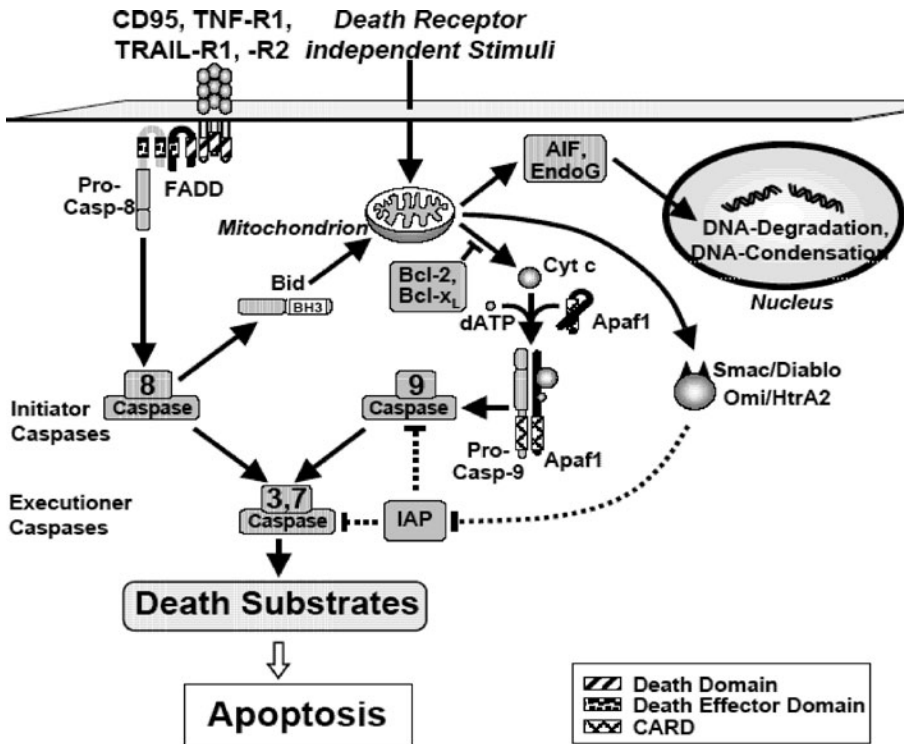 CD95, TNF-R1,
TRAIL-R1, -R2
Death Receptor
independent Stimuli
Pro-
Casp-8
FADD
AIF,
EndoG
DNA-Degradation,
DNA-Condensation
Nucleus
Mitochondrion
Bcl-2,
Bcl-xL
Cyt c
Bid
BH3
dATP
Apaf1
8
Caspase
Initiator
Caspases
9
Caspase
Pro-
Casp-9
Apaf1
Smac/Diablo
Omi/HtrA2
Executioner
Caspases
3,7
Caspase
IAP
Death Substrates
Apoptosis
Death Domain
Death Effector Domain
CARD